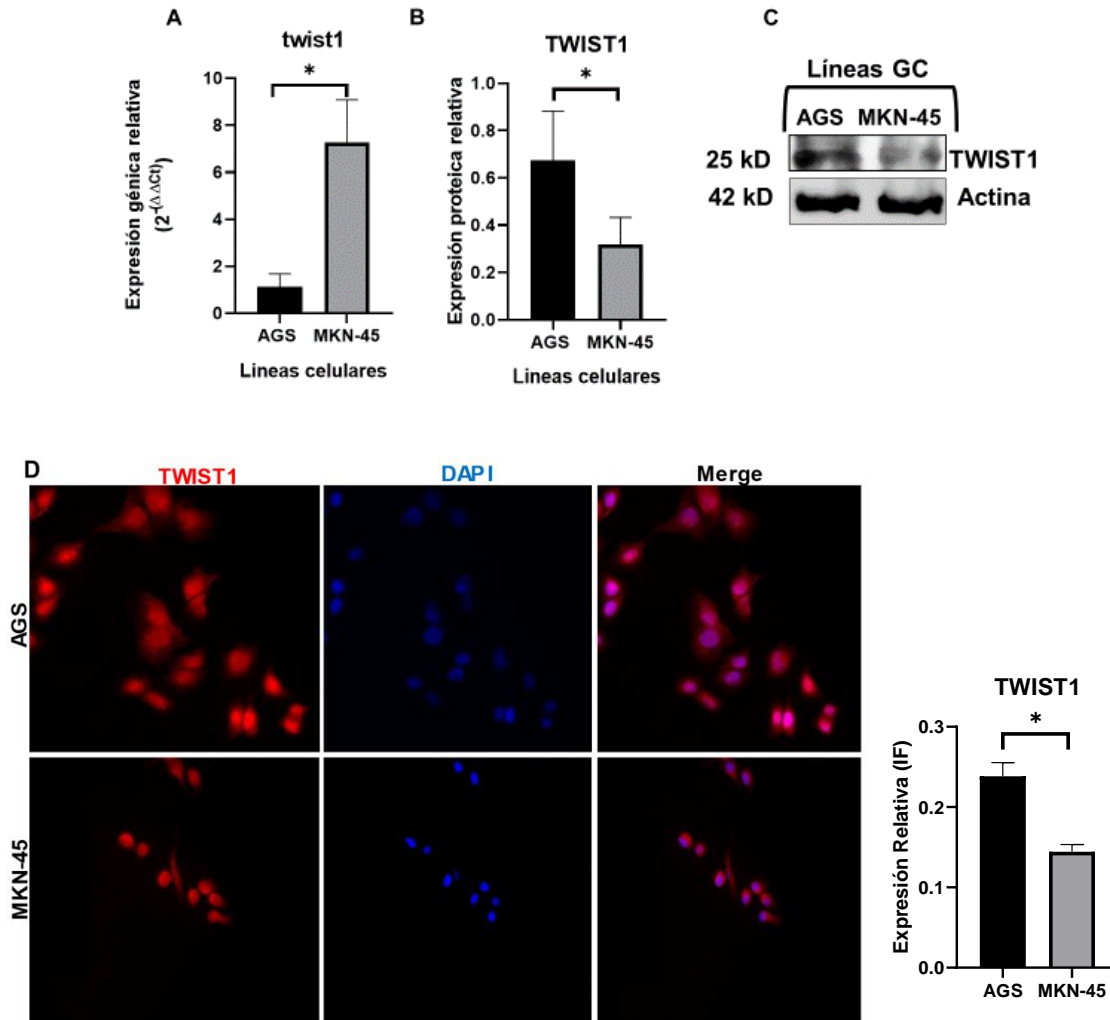 A
twist1
Expresión génica relativa
(2-(ΔΔCt))
10
8
6
4
2
0
*
AGS MKN-45
Lineas celulares
B
TWIST1
Expresión proteica relativa
1.0
0.8
0.6
0.4
0.2
0.0
*
AGS MKN-45
Lineas celulares
C
Líneas GC
AGS MKN-45
25 kD TWIST1
42 kD Actina
D
TWIST1 DAPI Merge
AGS
MKN-45
TWIST1
Expresión Relativa (IF)
0.3
0.2
0.1
0.0
*
AGS MKN-45